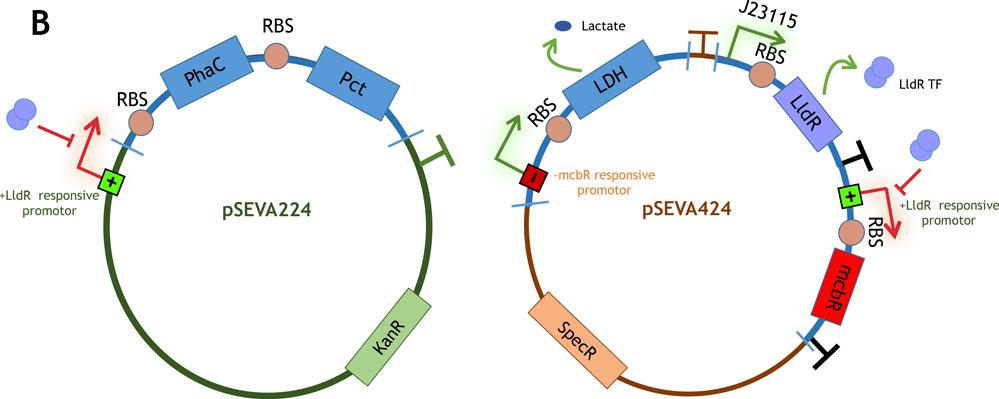 B
RBS
PhaC
Pct
RBS
+LldR responsive
promotor
+
pSEVA224
KanR
Lactate
LDH
RBS
-
-mcbR responsive
promotor
pSEVA424
J23115
RBS
LldR
LldR TF
+
+LldR responsive
promotor
RBS
mcbR
SpecR